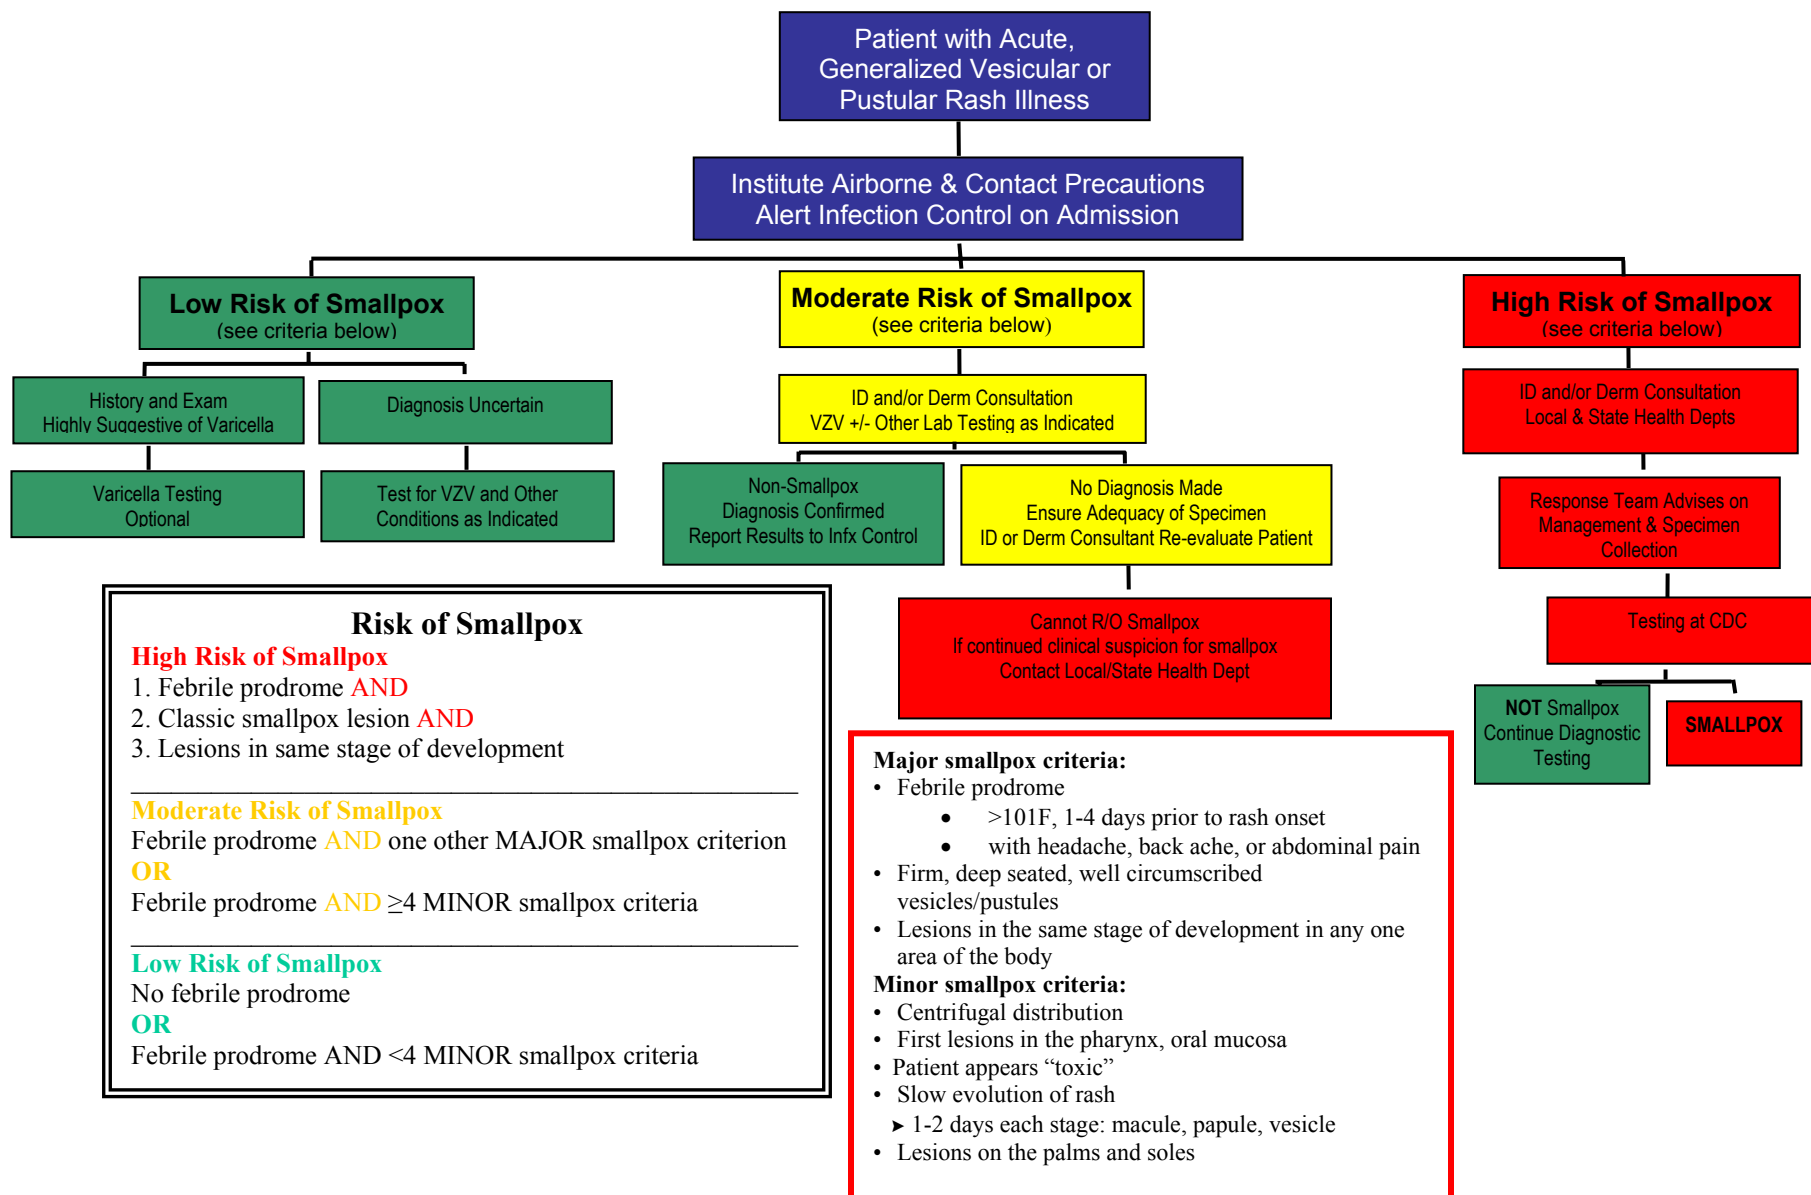 Patient with Acute,
Generalized Vesicular or
Pustular Rash Illness
Institute Airborne & Contact Precautions
Alert Infection Control on Admission
Low Risk of Smallpox
(see criteria below)
History and Exam
Highly Suggestive of Varicella
Varicella Testing
Optional
Diagnosis Uncertain
Test for VZV and Other
Conditions as Indicated
Moderate Risk of Smallpox
(see criteria below)
ID and/or Derm Consultation
VZV +/- Other Lab Testing as Indicated
Non-Smallpox
Diagnosis Confirmed
Report Results to Infx Control
No Diagnosis Made
Ensure Adequacy of Specimen
ID or Derm Consultant Re-evaluate Patient
Cannot R/O Smallpox
If continued clinical suspicion for smallpox
Contact Local/State Health Dept
High Risk of Smallpox
(see criteria below)
ID and/or Derm Consultation
Local & State Health Depts
Response Team Advises on
Management & Specimen
Collection
Testing at CDC
NOT Smallpox
Continue Diagnostic
Testing
SMALLPOX
Risk of Smallpox
High Risk of Smallpox
1. Febrile prodrome AND
2. Classic smallpox lesion AND
3. Lesions in same stage of development
Moderate Risk of Smallpox
Febrile prodrome AND one other MAJOR smallpox criterion
OR
Febrile prodrome AND ≥4 MINOR smallpox criteria
Low Risk of Smallpox
No febrile prodrome
OR
Febrile prodrome AND <4 MINOR smallpox criteria
Major smallpox criteria:
• Febrile prodrome
• >101F, 1-4 days prior to rash onset
• with headache, back ache, or abdominal pain
• Firm, deep seated, well circumscribed
vesicles/pustules
• Lesions in the same stage of development in any one
area of the body
Minor smallpox criteria:
• Centrifugal distribution
• First lesions in the pharynx, oral mucosa
• Patient appears “toxic”
• Slow evolution of rash
➤ 1-2 days each stage: macule, papule, vesicle
• Lesions on the palms and soles